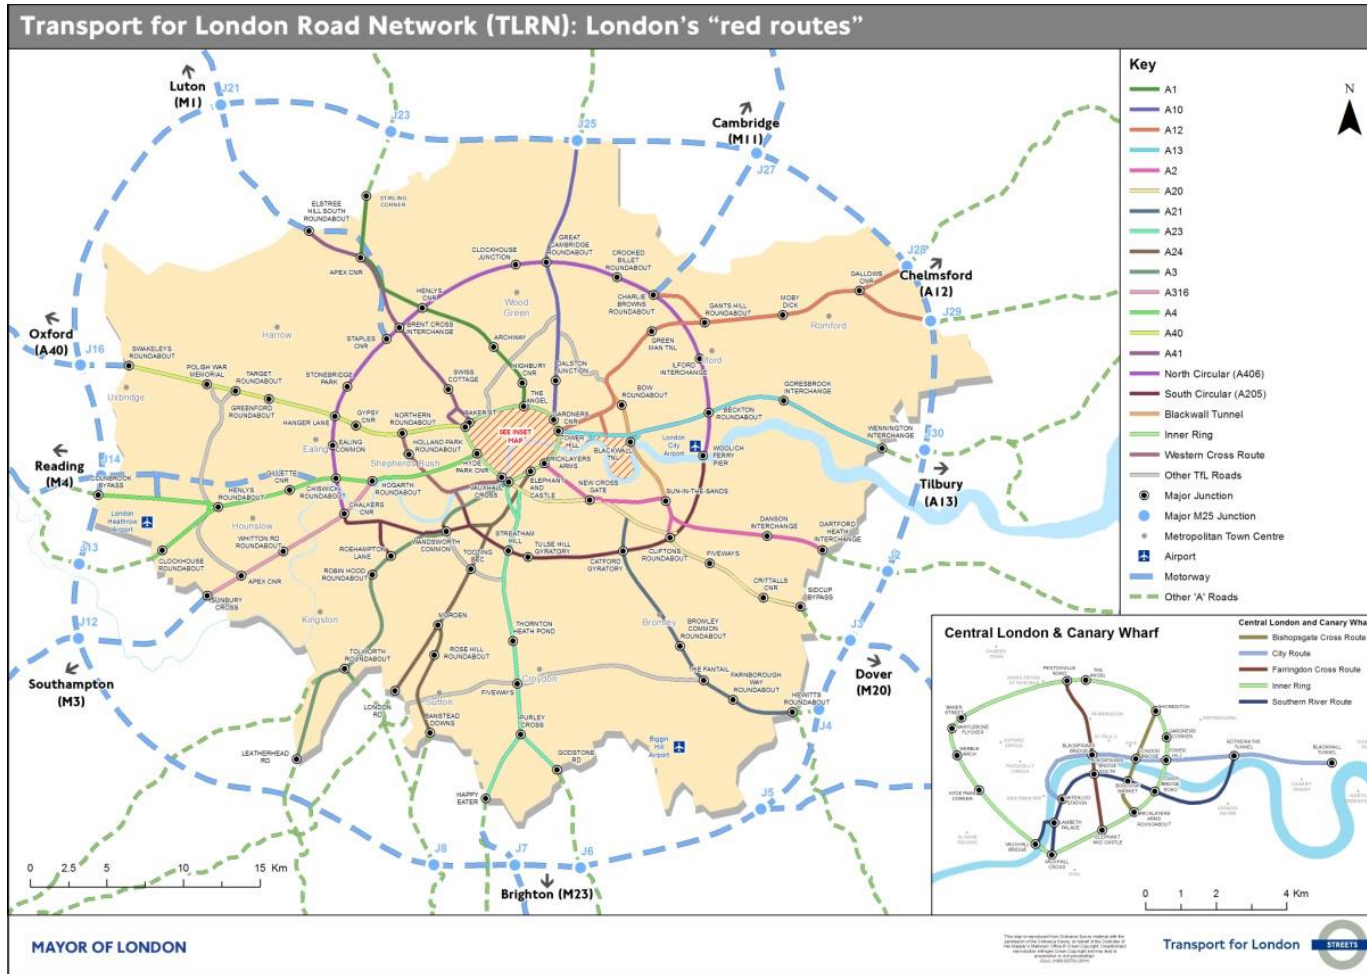 Transport for London Road Network (TLRN): London's "red routes"
Luton
(M1)
J21
J23
J25
Cambridge
(M11)
J27
J28
Chelmsford
(A12)
J29
J30
Tilbury
(A13)
J2
J3
Dover
(M20)
J4
J5
J6
J7
Brighton (M23)
J8
Southampton
(M3)
J12
J13
J14
Reading
(M4)
J16
Oxford
(A40)
STIRLING
CORNER
ELSTREE
HILL SOUTH
ROUNDABOUT
APEX CNR
CLOCKHOUSE
JUNCTION
GREAT
CAMBRIDGE
ROUNDABOUT
CROOKED
BILLET
ROUNDABOUT
HENLYS
CNR
Wood
Green
CHARLIE
BROWNS
ROUNDABOUT
GANTS HILL
ROUNDABOUT
MOBY
DICK
GALLOWS
CNR
Romford
Harrow
STAPLES
CNR
BRENT CROSS
INTERCHANGE
ARCHWAY
GREEN
MAN TNL
Ilford
ILFORD
INTERCHANGE
SWAKELEYS
ROUNDABOUT
POLISH WAR
MEMORIAL
TARGET
ROUNDABOUT
STONEBRIDGE
PARK
SWISS
COTTAGE
HIGHBURY
CNR
DALSTON
JUNCTION
BOW
ROUNDABOUT
GORESBROOK
INTERCHANGE
Uxbridge
GREENFORD
ROUNDABOUT
HANGER LANE
GYPSY
CNR
NORTHERN
ROUNDABOUT
BAKER ST
THE
ANGEL
GARDNERS
CNR
BECKTON
ROUNDABOUT
WENNINGTON
INTERCHANGE
SEE INSET
MAP
TOWER
HILL
Ealing
EALING
COMMON
HOLLAND PARK
ROUNDABOUT
Shepherds Bush
HYDE
PARK CNR
BRICKLAYERS
ARMS
BLACKWALL
TNL
London
City
Airport
WOOLICH
FERRY
PIER
COLNBROOK
BYPASS
HENLYS
ROUNDABOUT
GILLETTE
CNR
CHISWICK
ROUNDABOUT
HOGARTH
ROUNDABOUT
VAUXHALL
CROSS
ELEPHANT
AND
CASTLE
NEW CROSS
GATE
SUN-IN-THE-SANDS
London
Heathrow
Airport
Hounslow
CHALKERS
CNR
WHITTON RD
ROUNDABOUT
ROEHAMPTON
LANE
WANDSWORTH
COMMON
STREATHAM
HILL
TULSE HILL
GYRATORY
CATFORD
GYRATORY
CLIFTONS
ROUNDABOUT
DANSON
INTERCHANGE
DARTFORD
HEATH
INTERCHANGE
CLOCKHOUSE
ROUNDABOUT
APEX CNR
SUNBURY
CROSS
ROBIN HOOD
ROUNDABOUT
TOOTING
BEC
FIVEWAYS
CRITTALLS
CNR
SIDCUP
BYPASS
Kingston
MORDEN
THORNTON
HEATH POND
Bromley
BROMLEY
COMMON
ROUNDABOUT
TOLWORTH
ROUNDABOUT
ROSE HILL
ROUNDABOUT
Croydon
FIVEWAYS
THE FANTAIL
FARNBOROUGH
WAY
ROUNDABOUT
HEWITTS
ROUNDABOUT
LONDON
RD
Sutton
BANSTEAD
DOWNS
PURLEY
CROSS
Biggin
Hill
Airport
LEATHERHEAD
RD
GODSTONE
RD
HAPPY
EATER
0 2.5 5 10 15 Km
Key
N
A1
A10
A12
A13
A2
A20
A21
A23
A24
A3
A316
A4
A40
A41
North Circular (A406)
South Circular (A205)
Blackwall Tunnel
Inner Ring
Western Cross Route
Other TfL Roads
Major Junction
Major M25 Junction
Metropolitan Town Centre
Airport
Motorway
Other 'A' Roads
Central London & Canary Wharf
Central London and Canary Wha
Bishopsgate Cross Route
City Route
Farringdon Cross Route
Inner Ring
Southern River Route
PENTONVILLE
ROAD
THE
ANGEL
BAKER
STREET
MARYLEBONE
FLYOVER
MARBLE
ARCH
HYDE PARK
CORNER
SHOREDITCH
GARDNERS
CORNER
TOWER
HILL
LONDON
BRIDGE
ROTHERHITHE
TUNNEL
BLACKWALL
TUNNEL
WATERLOO
STATION
LAMBETH
PALACE
VAUXHALL
BRIDGE
VAUXHALL
CROSS
ELEPHANT
AND CASTLE
BRICKLAYERS
ARMS
ROUNDABOUT
0 1 2 4 Km
MAYOR OF LONDON
Transport for London
STREETS